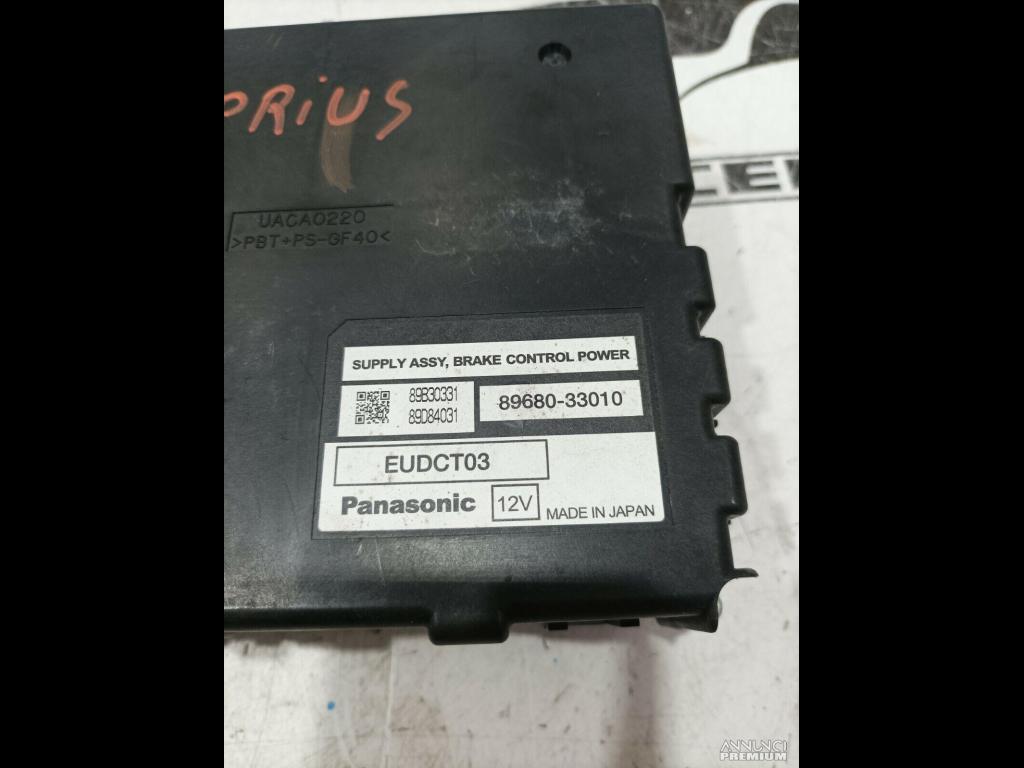 PRIUS
UACA0220
>PBT+PS-GF40<
SUPPLY ASSY, BRAKE CONTROL POWER
89B30331
89D84031
89680-33010
EUDCT03
Panasonic 12V MADE IN JAPAN
ANNUNCI
PREMIUM